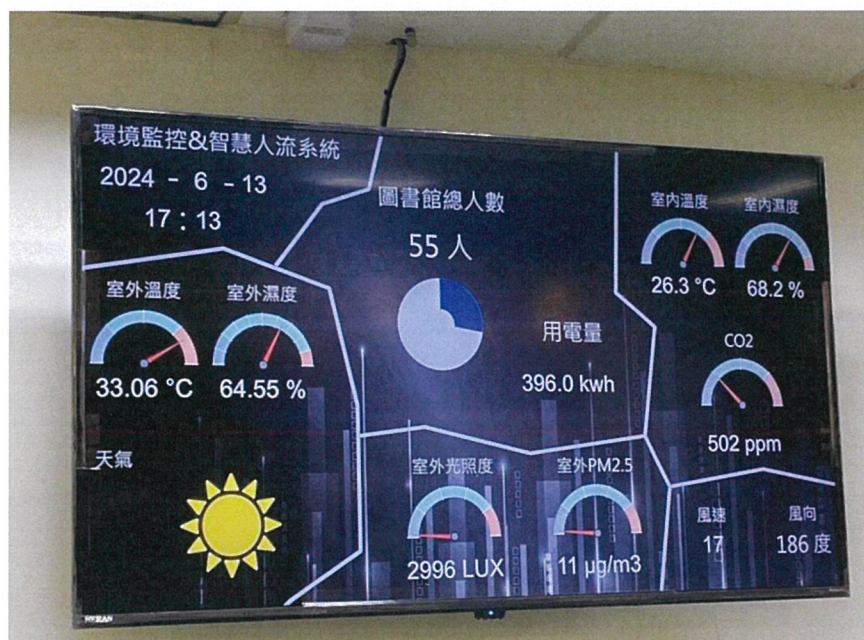 環境監控&智慧人流系統
2024 - 6 - 13
17 : 13
圖書館總人數
55 人
用電量
396.0 kwh
室內溫度
26.3 °C
室內濕度
68.2 %
CO2
502 ppm
室外溫度
33.06 °C
室外濕度
64.55 %
天氣
室外光照度
2996 LUX
室外PM2.5
11 µg/m3
風速
17
風向
186 度
HERAN